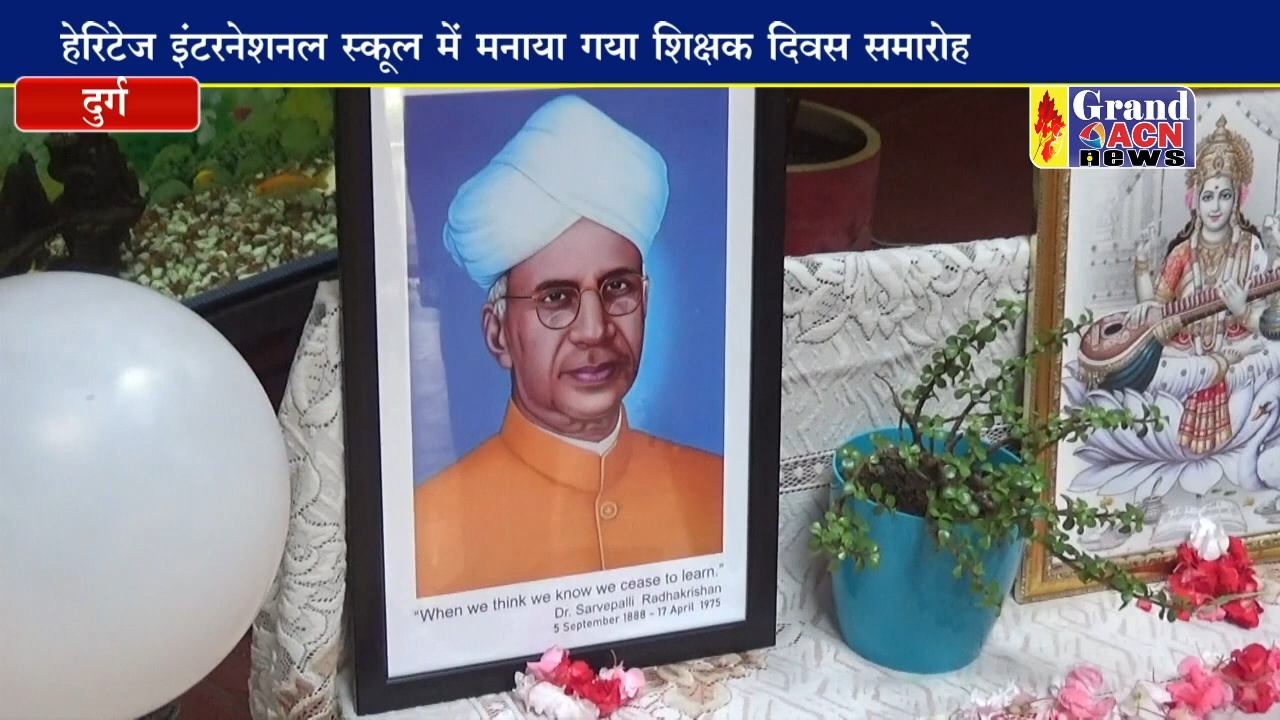 हेरिटेज इंटरनेशनल स्कूल में मनाया गया शिक्षक दिवस समारोह
दुर्ग
Grand
ACN
news
"When we think we know we cease to learn."
Dr. Sarvepalli Radhakrishan
5 September 1888 - 17 April 1975